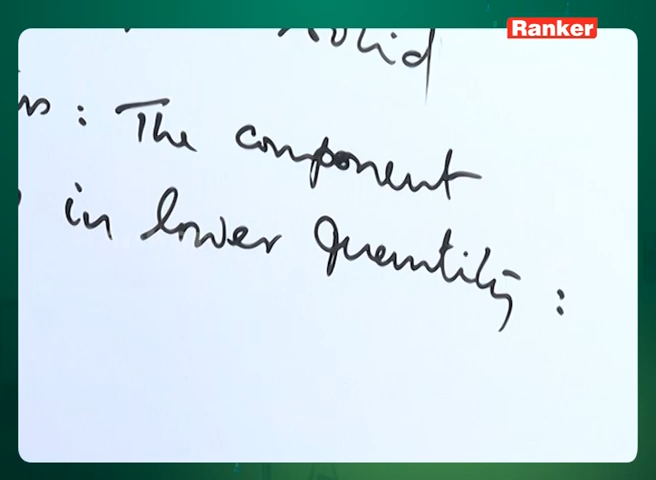 Ranker
solid
: The component
in lower Quantity :